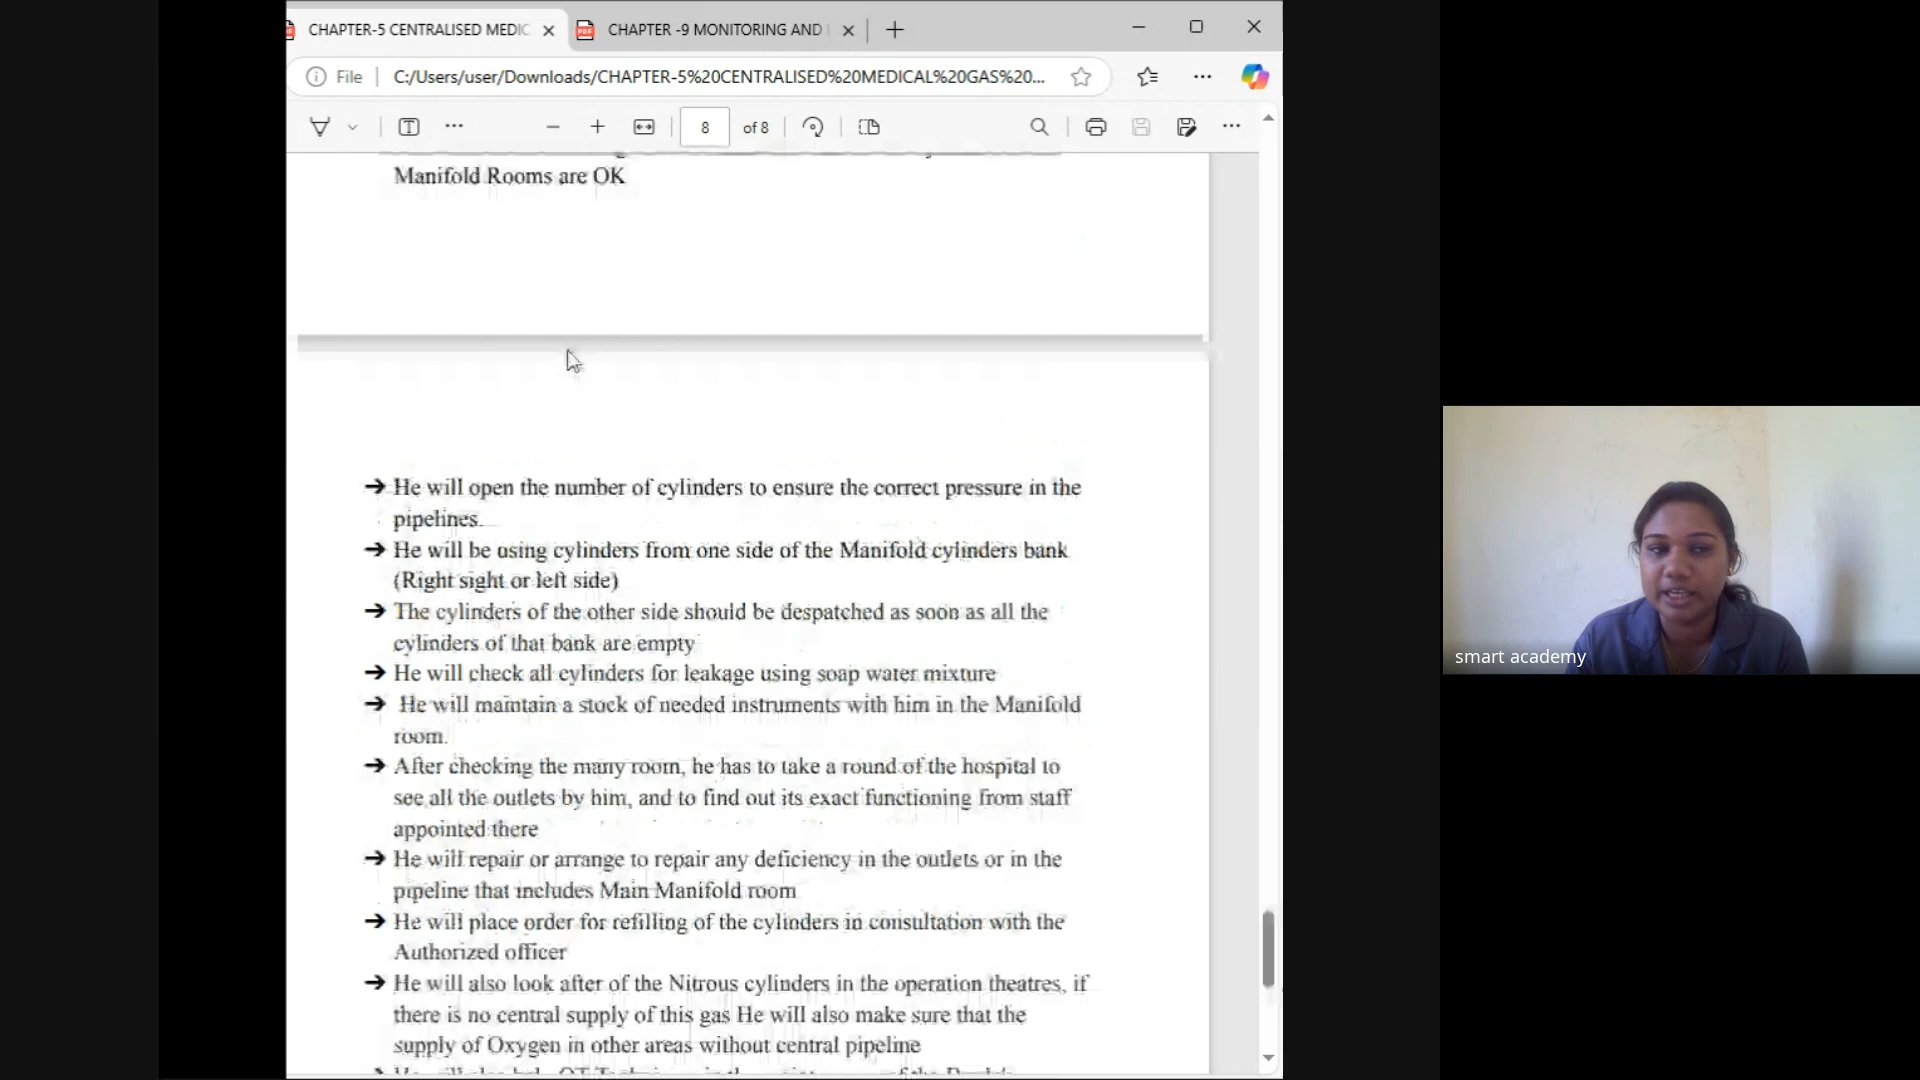 CHAPTER-5 CENTRALISED MEDIC
CHAPTER -9 MONITORING AND
File
C:/Users/user/Downloads/CHAPTER-5%20CENTRALISED%20MEDICAL%20GAS%20...
8 of 8
Manifold Rooms are OK
➔ He will open the number of cylinders to ensure the correct pressure in the
pipelines.
➔ He will be using cylinders from one side of the Manifold cylinders bank
(Right sight or left side)
➔ The cylinders of the other side should be despatched as soon as all the
cylinders of that bank are empty
➔ He will check all cylinders for leakage using soap water mixture
➔ He will maintain a stock of needed instruments with him in the Manifold
room.
➔ After checking the many room, he has to take a round of the hospital to
see all the outlets by him, and to find out its exact functioning from staff
appointed there
➔ He will repair or arrange to repair any deficiency in the outlets or in the
pipeline that includes Main Manifold room
➔ He will place order for refilling of the cylinders in consultation with the
Authorized officer
➔ He will also look after of the Nitrous cylinders in the operation theatres, if
there is no central supply of this gas He will also make sure that the
supply of Oxygen in other areas without central pipeline
smart academy